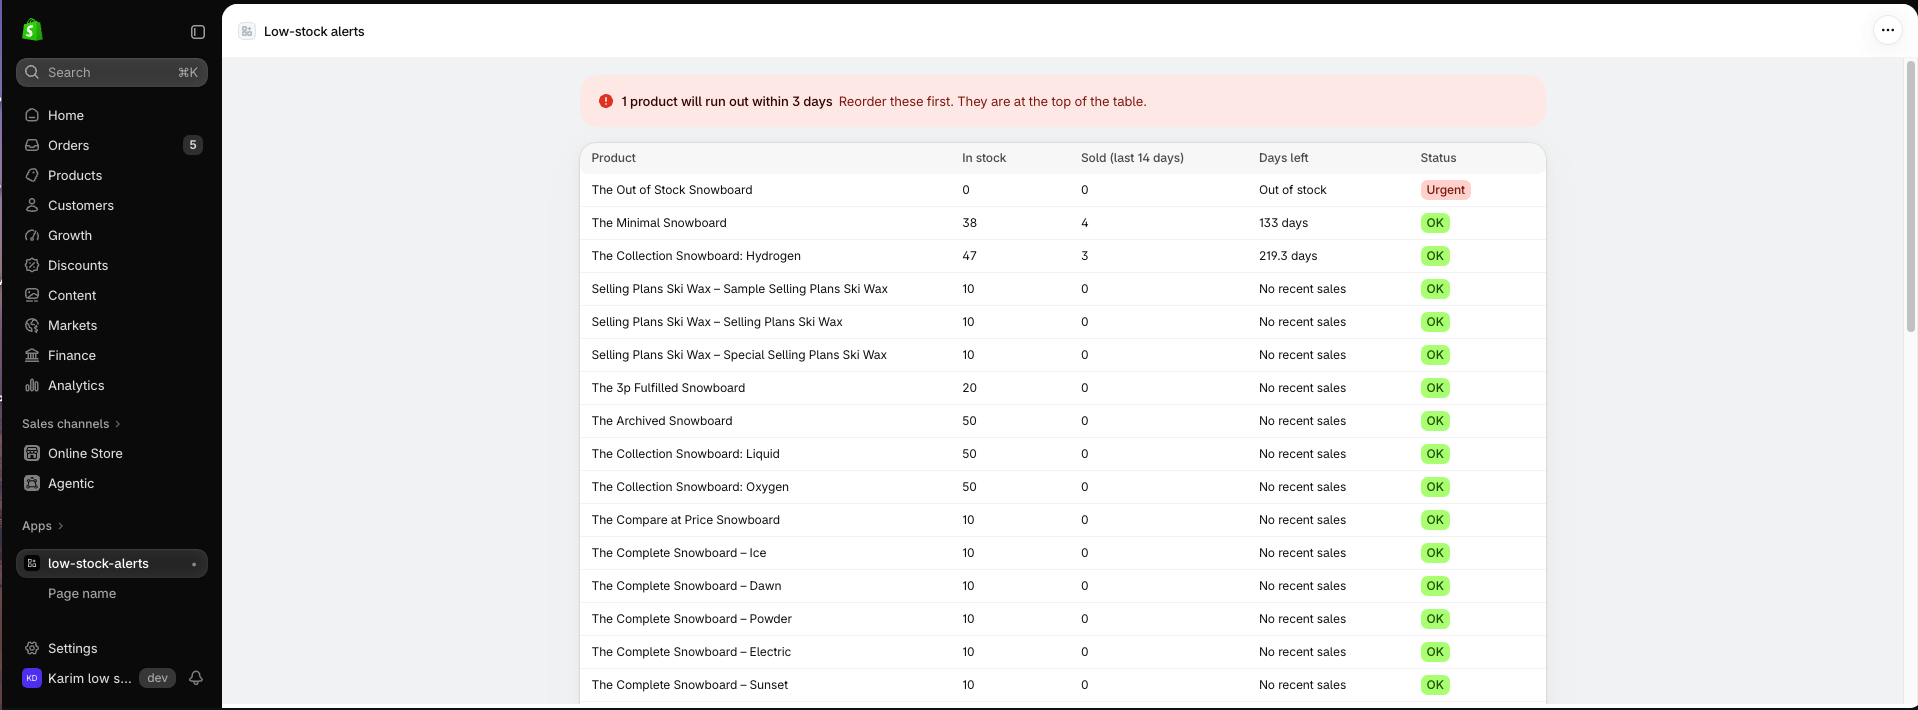 Low-stock alerts
Search ⌘K
Home
Orders 5
Products
Customers
Growth
Discounts
Content
Markets
Finance
Analytics
Sales channels
Online Store
Agentic
Apps
low-stock-alerts
Page name
Settings
KD Karim low s... dev
1 product will run out within 3 days Reorder these first. They are at the top of the table.
Product In stock Sold (last 14 days) Days left Status
The Out of Stock Snowboard 0 0 Out of stock Urgent
The Minimal Snowboard 38 4 133 days OK
The Collection Snowboard: Hydrogen 47 3 219.3 days OK
Selling Plans Ski Wax – Sample Selling Plans Ski Wax 10 0 No recent sales OK
Selling Plans Ski Wax – Selling Plans Ski Wax 10 0 No recent sales OK
Selling Plans Ski Wax – Special Selling Plans Ski Wax 10 0 No recent sales OK
The 3p Fulfilled Snowboard 20 0 No recent sales OK
The Archived Snowboard 50 0 No recent sales OK
The Collection Snowboard: Liquid 50 0 No recent sales OK
The Collection Snowboard: Oxygen 50 0 No recent sales OK
The Compare at Price Snowboard 10 0 No recent sales OK
The Complete Snowboard – Ice 10 0 No recent sales OK
The Complete Snowboard – Dawn 10 0 No recent sales OK
The Complete Snowboard – Powder 10 0 No recent sales OK
The Complete Snowboard – Electric 10 0 No recent sales OK
The Complete Snowboard – Sunset 10 0 No recent sales OK